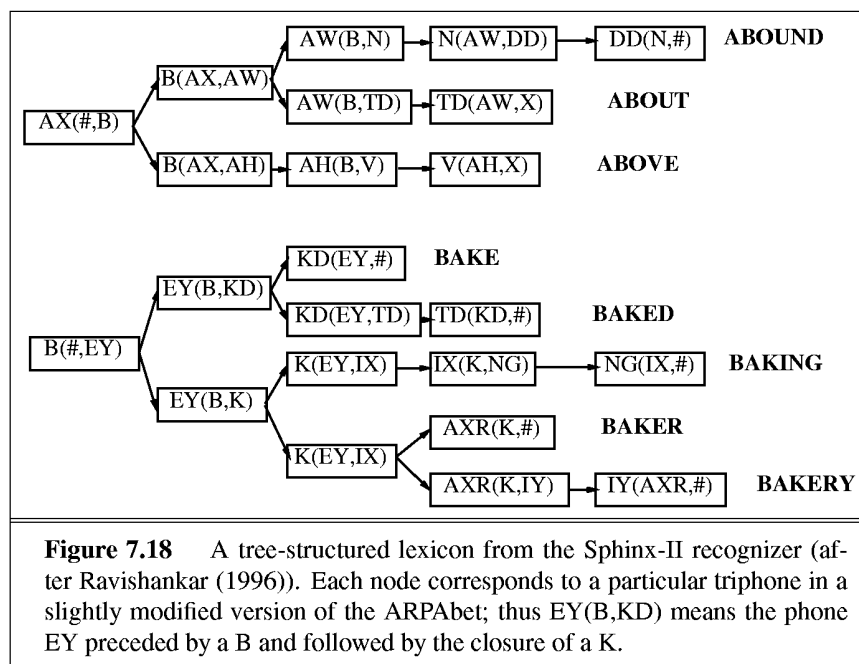 AW(B,N) N(AW,DD) DD(N,#) ABOUND
B(AX,AW)
AW(B,TD) TD(AW,X) ABOUT
AX(#,B)
B(AX,AH) AH(B,V) V(AH,X) ABOVE
KD(EY,#) BAKE
EY(B,KD)
KD(EY,TD) TD(KD,#) BAKED
B(#,EY)
K(EY,IX) IX(K,NG) NG(IX,#) BAKING
EY(B,K)
AXR(K,#) BAKER
K(EY,IX)
AXR(K,IY) IY(AXR,#) BAKERY
Figure 7.18 A tree-structured lexicon from the Sphinx-II recognizer (af-
ter Ravishankar (1996)). Each node corresponds to a particular triphone in a
slightly modified version of the ARPAbet; thus EY(B,KD) means the phone
EY preceded by a B and followed by the closure of a K.